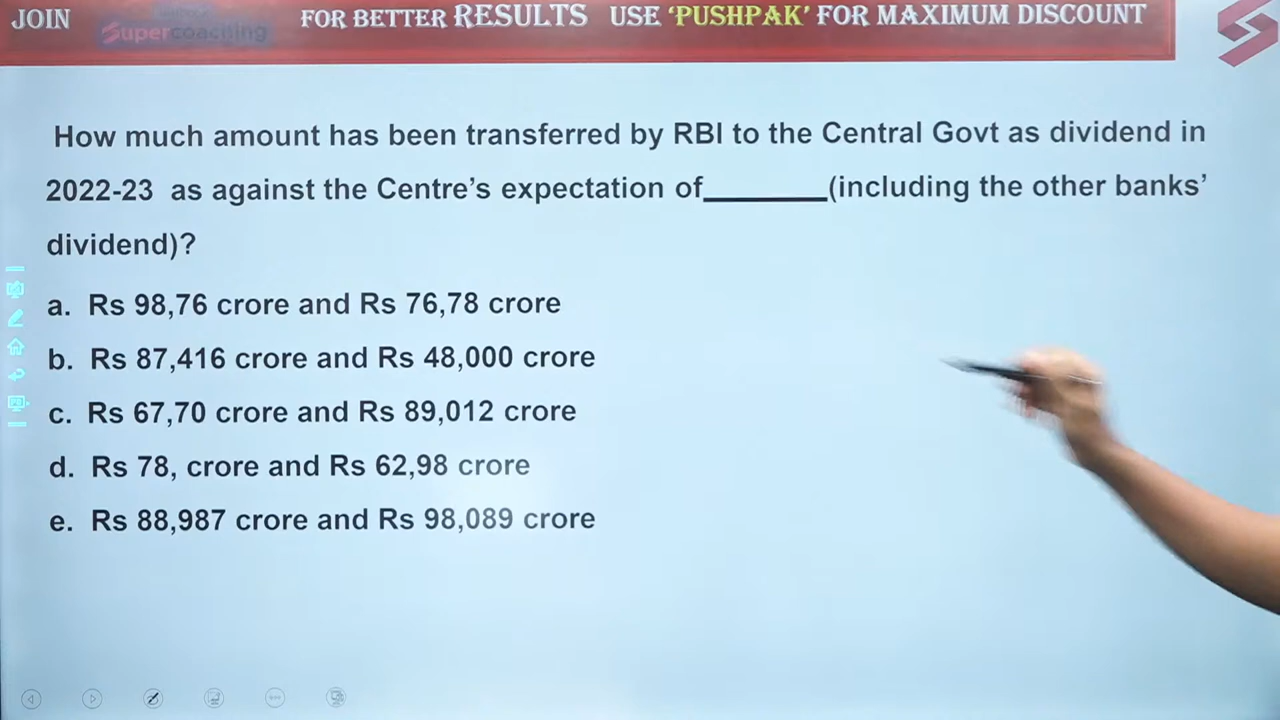 JOIN Supercoaching FOR BETTER RESULTS USE ‘PUSHPAK’ FOR MAXIMUM DISCOUNT
How much amount has been transferred by RBI to the Central Govt as dividend in
2022-23 as against the Centre’s expectation of_______(including the other banks’
dividend)?
a. Rs 98,76 crore and Rs 76,78 crore
b. Rs 87,416 crore and Rs 48,000 crore
c. Rs 67,70 crore and Rs 89,012 crore
d. Rs 78, crore and Rs 62,98 crore
e. Rs 88,987 crore and Rs 98,089 crore